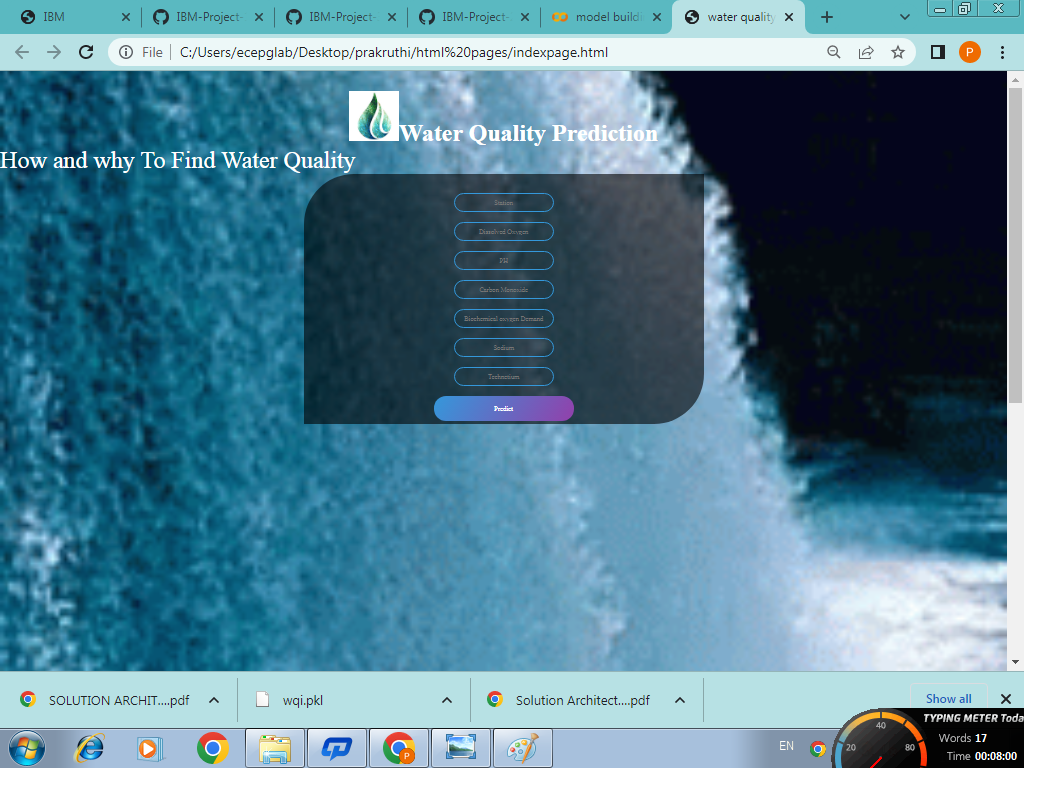 IBM
IBM-Project-
IBM-Project-
IBM-Project-
model buildi
water quality
File
C:/Users/ecepglab/Desktop/prakruthi/html%20pages/indexpage.html
P
Water Quality Prediction
How and why To Find Water Quality
Station
Dissolved Oxygen
PH
Carbon Monoxide
Biochemical oxygen Demand
Sodium
Predict
SOLUTION ARCHIT....pdf
wqi.pkl
Solution Architect....pdf
Show all
P
EN
20
40
80
TYPING METER Toda
Words 17
Time 00:08:00